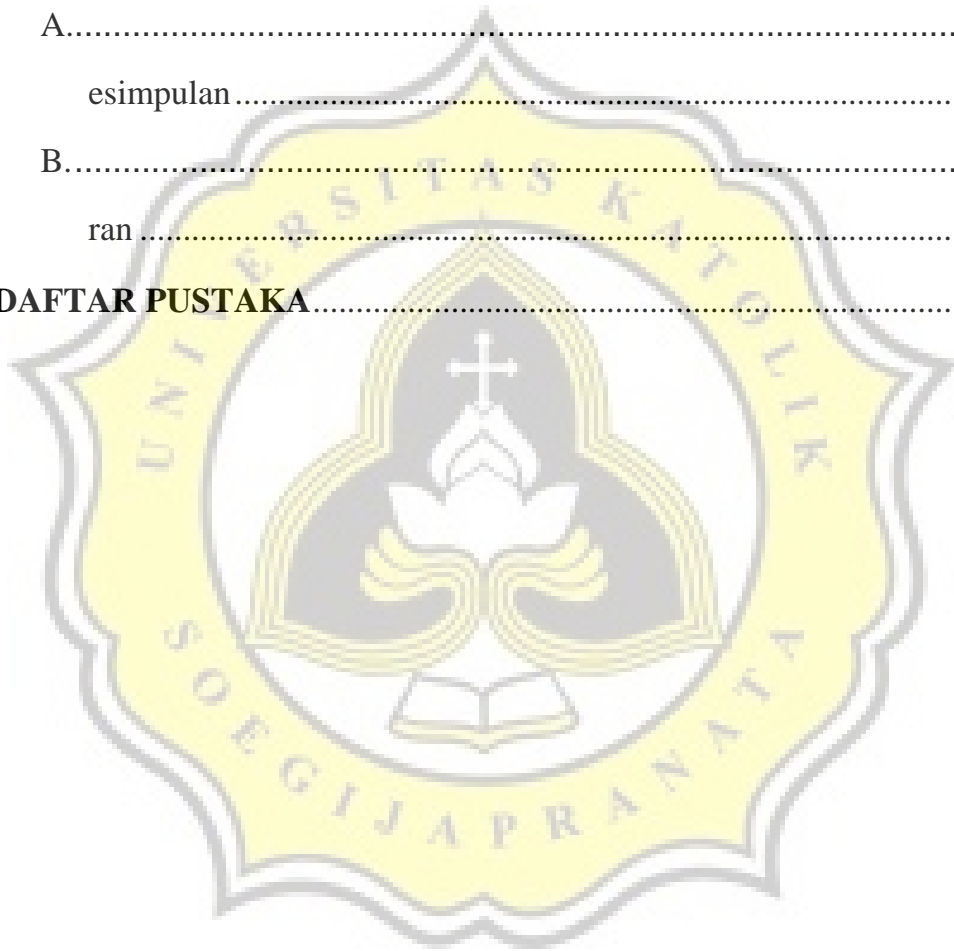 A......................................................................................
esimpulan......................................................................
B......................................................................................
ran................................................................................
DAFTAR PUSTAKA..............................................................
UNIVERSITAS KATOLIK
SOEGIJAPRANATA